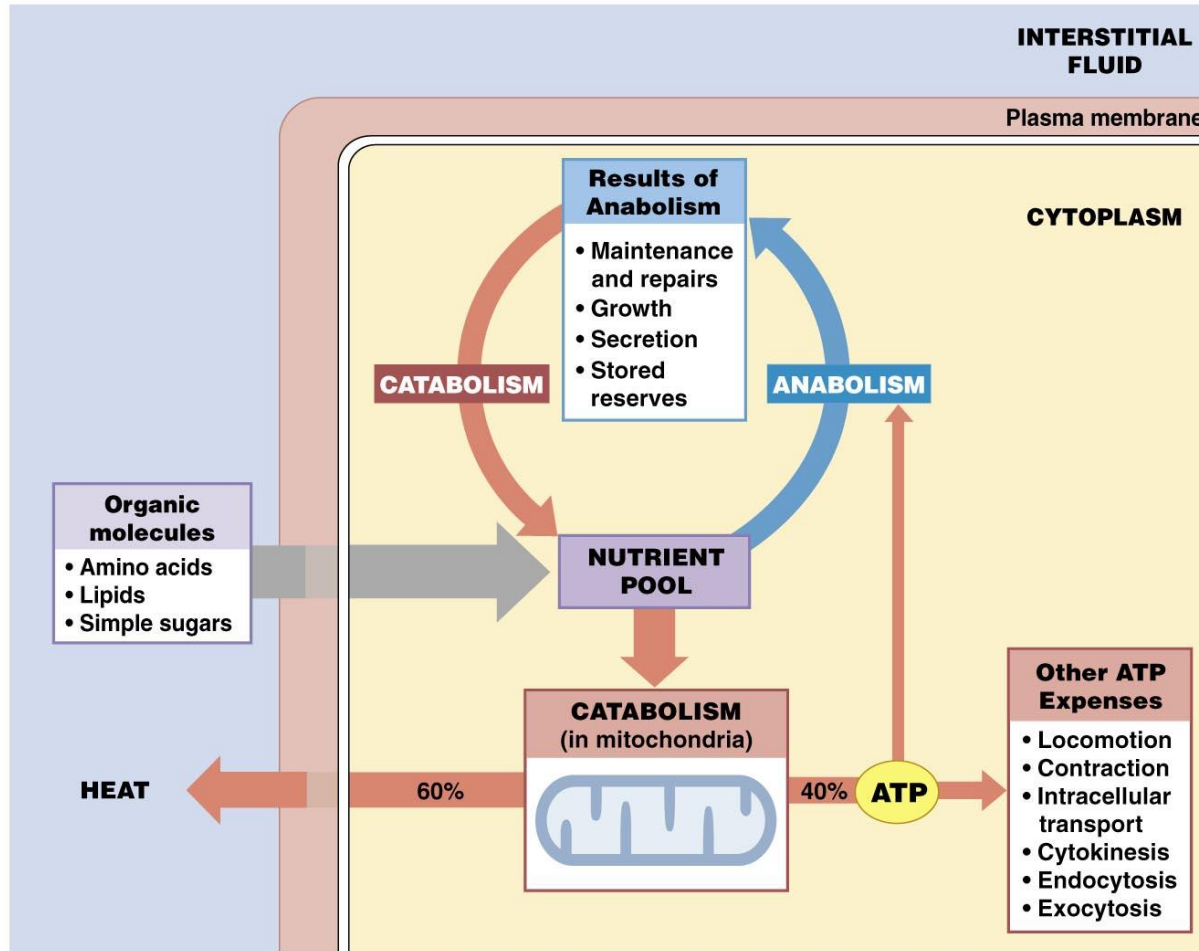 INTERSTITIAL
FLUID
Plasma membrane
CYTOPLASM
Results of
Anabolism
• Maintenance
and repairs
• Growth
• Secretion
• Stored
reserves
CATABOLISM
ANABOLISM
Organic
molecules
• Amino acids
• Lipids
• Simple sugars
NUTRIENT
POOL
CATABOLISM
(in mitochondria)
HEAT
60%
40%
ATP
Other ATP
Expenses
• Locomotion
• Contraction
• Intracellular
transport
• Cytokinesis
• Endocytosis
• Exocytosis